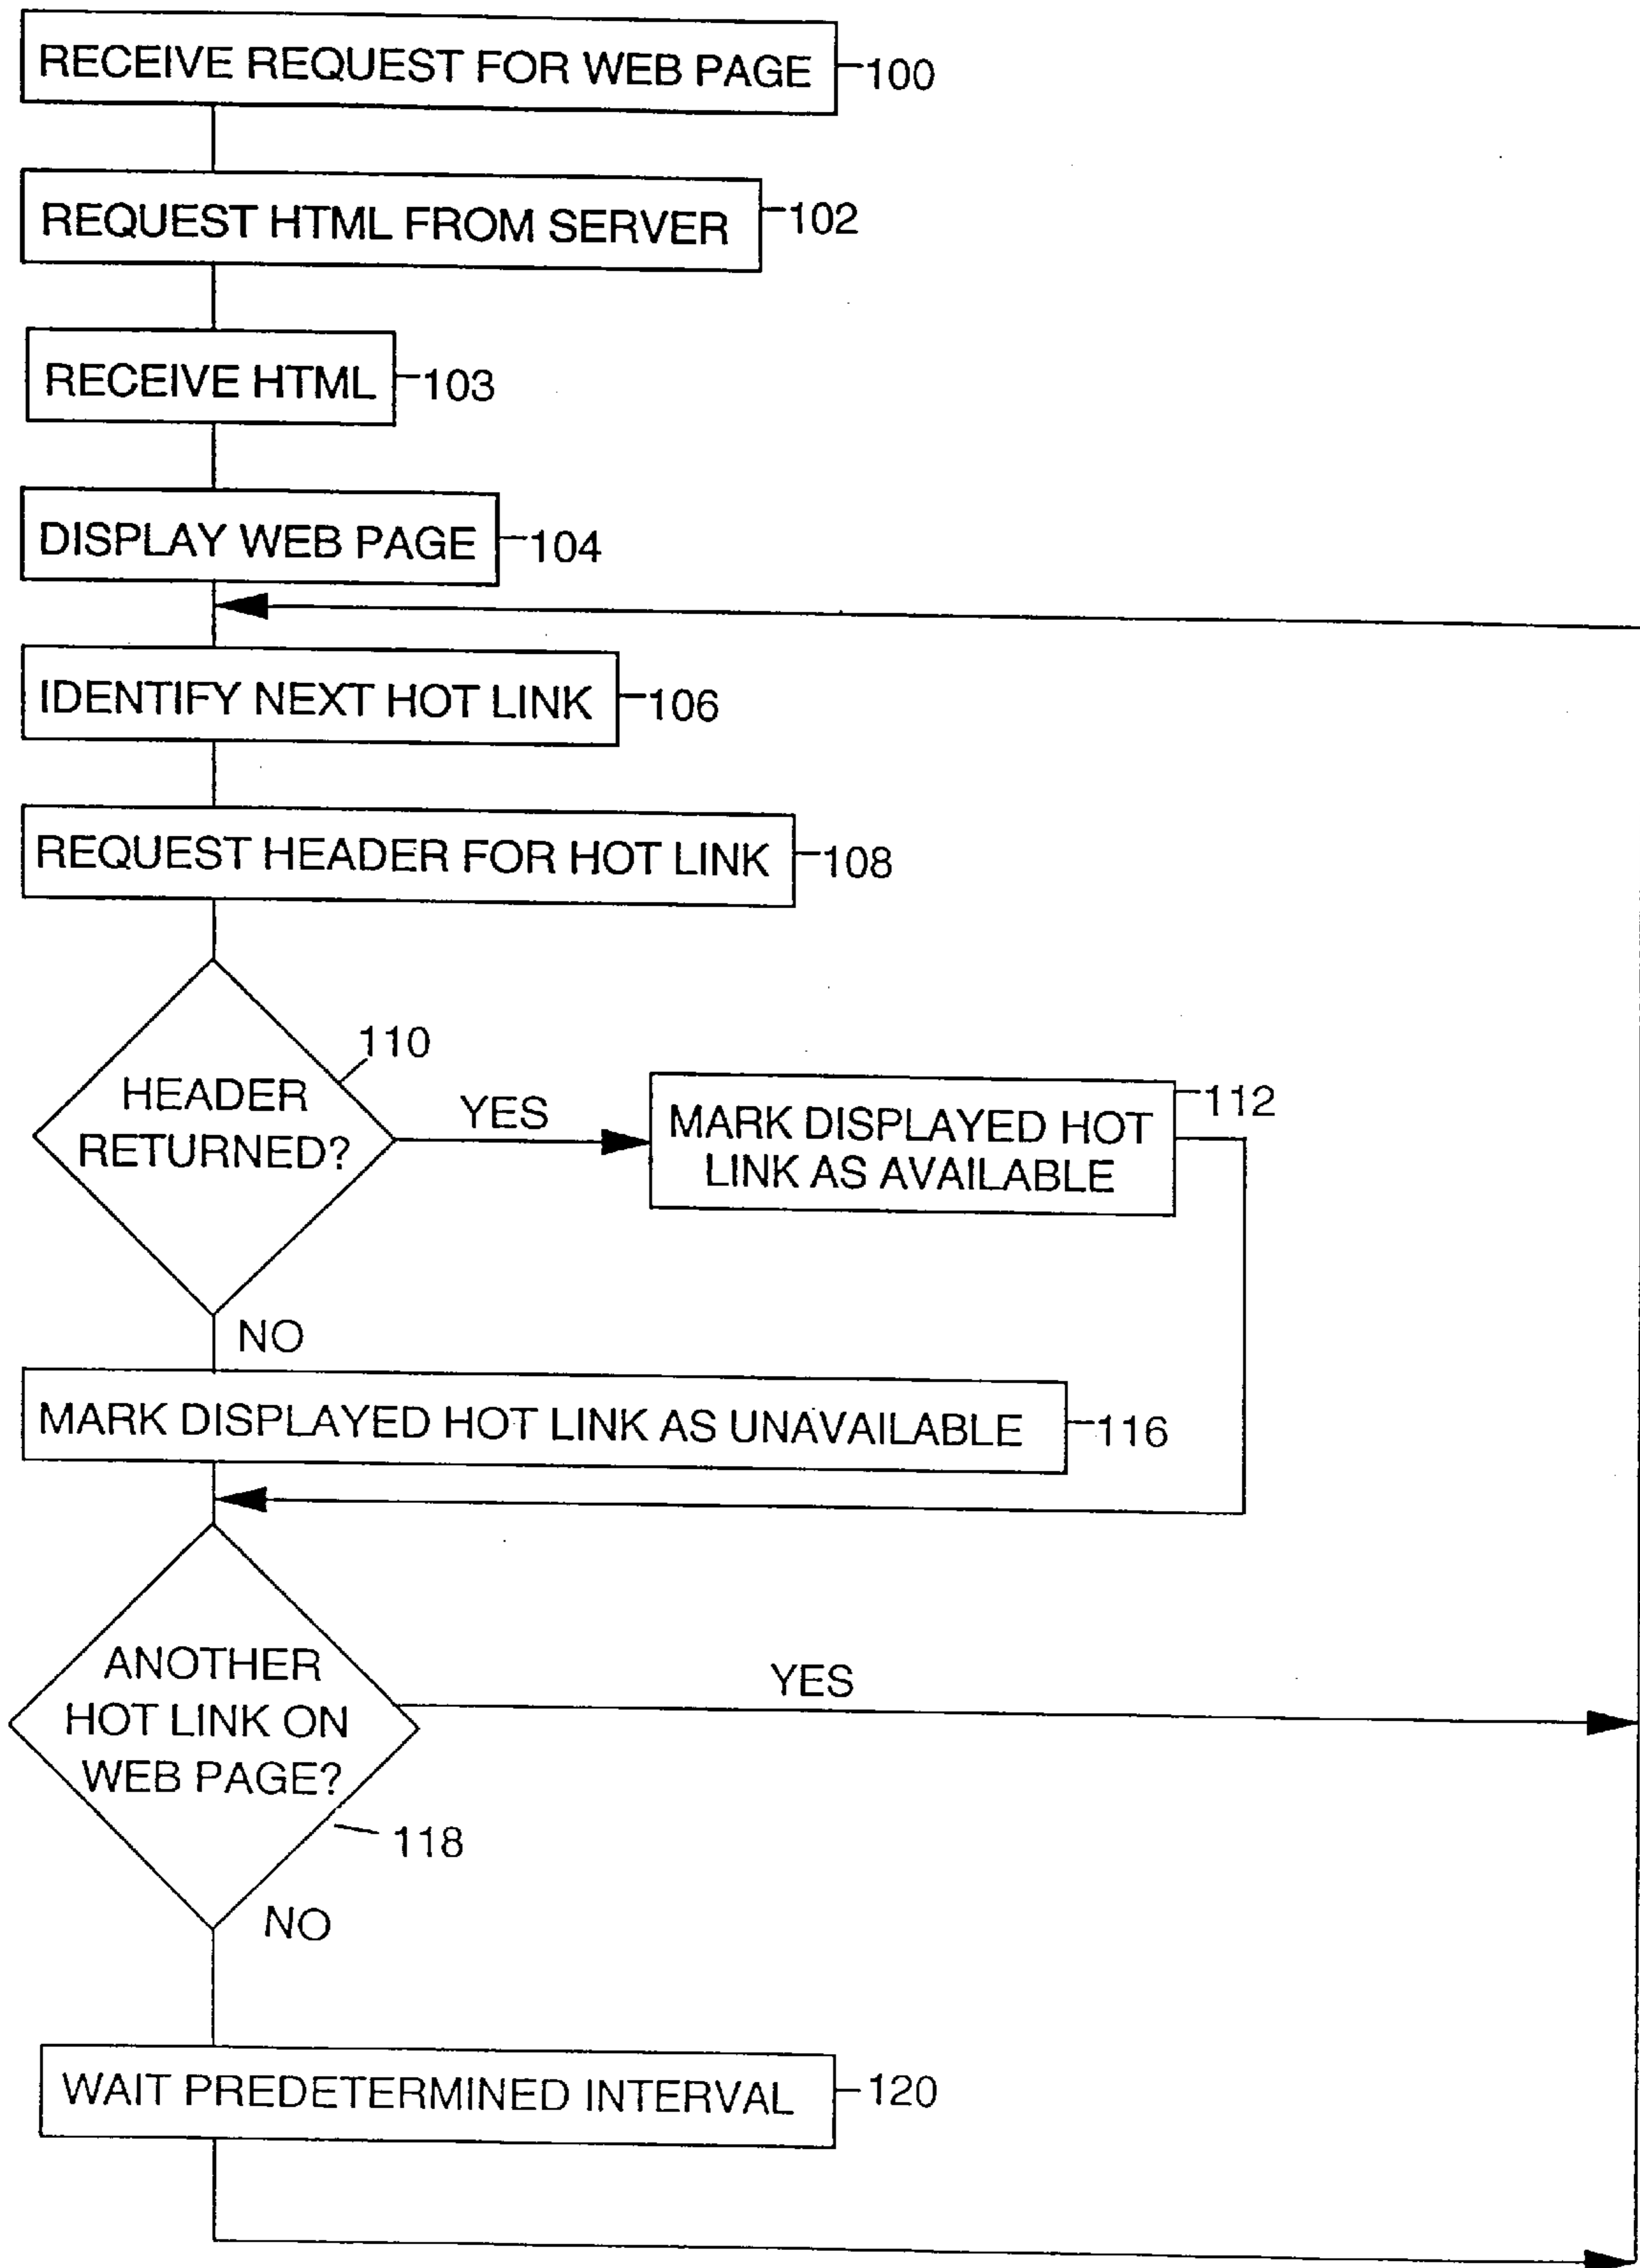 RECEIVE REQUEST FOR WEB PAGE 100
REQUEST HTML FROM SERVER 102
RECEIVE HTML 103
DISPLAY WEB PAGE 104
IDENTIFY NEXT HOT LINK 106
REQUEST HEADER FOR HOT LINK 108
110
HEADER
RETURNED?
YES
MARK DISPLAYED HOT
LINK AS AVAILABLE
112
NO
MARK DISPLAYED HOT LINK AS UNAVAILABLE 116
ANOTHER
HOT LINK ON
WEB PAGE?
YES
118
NO
WAIT PREDETERMINED INTERVAL 120